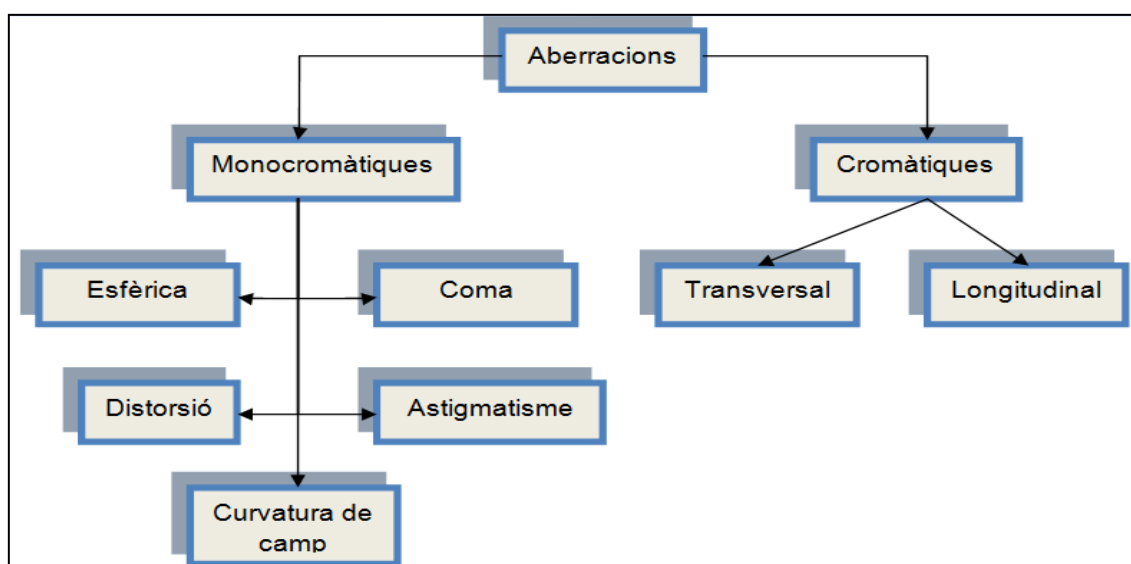 Aberracions
Monocromàtiques
Cromàtiques
Esfèrica
Coma
Transversal
Longitudinal
Distorsió
Astigmatisme
Curvatura de
camp